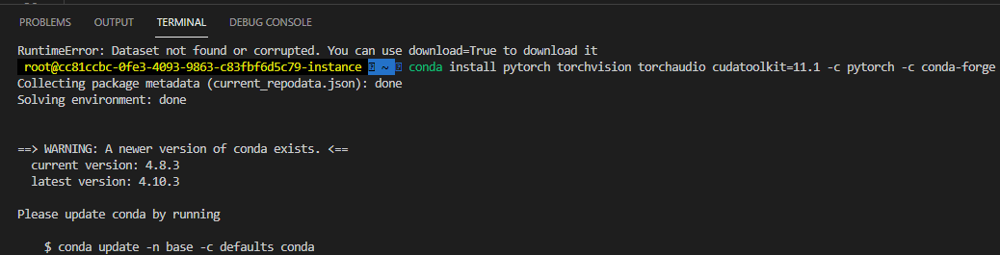 PROBLEMS OUTPUT TERMINAL DEBUG CONSOLE
RuntimeError: Dataset not found or corrupted. You can use download=True to download it
root@cc81ccbc-0fe3-4093-9863-c83fbf6d5c79-instance ~ conda install pytorch torchvision torchaudio cudatoolkit=11.1 -c pytorch -c conda-forge
Collecting package metadata (current_repodata.json): done
Solving environment: done
==> WARNING: A newer version of conda exists. <==
current version: 4.8.3
latest version: 4.10.3
Please update conda by running
$ conda update -n base -c defaults conda